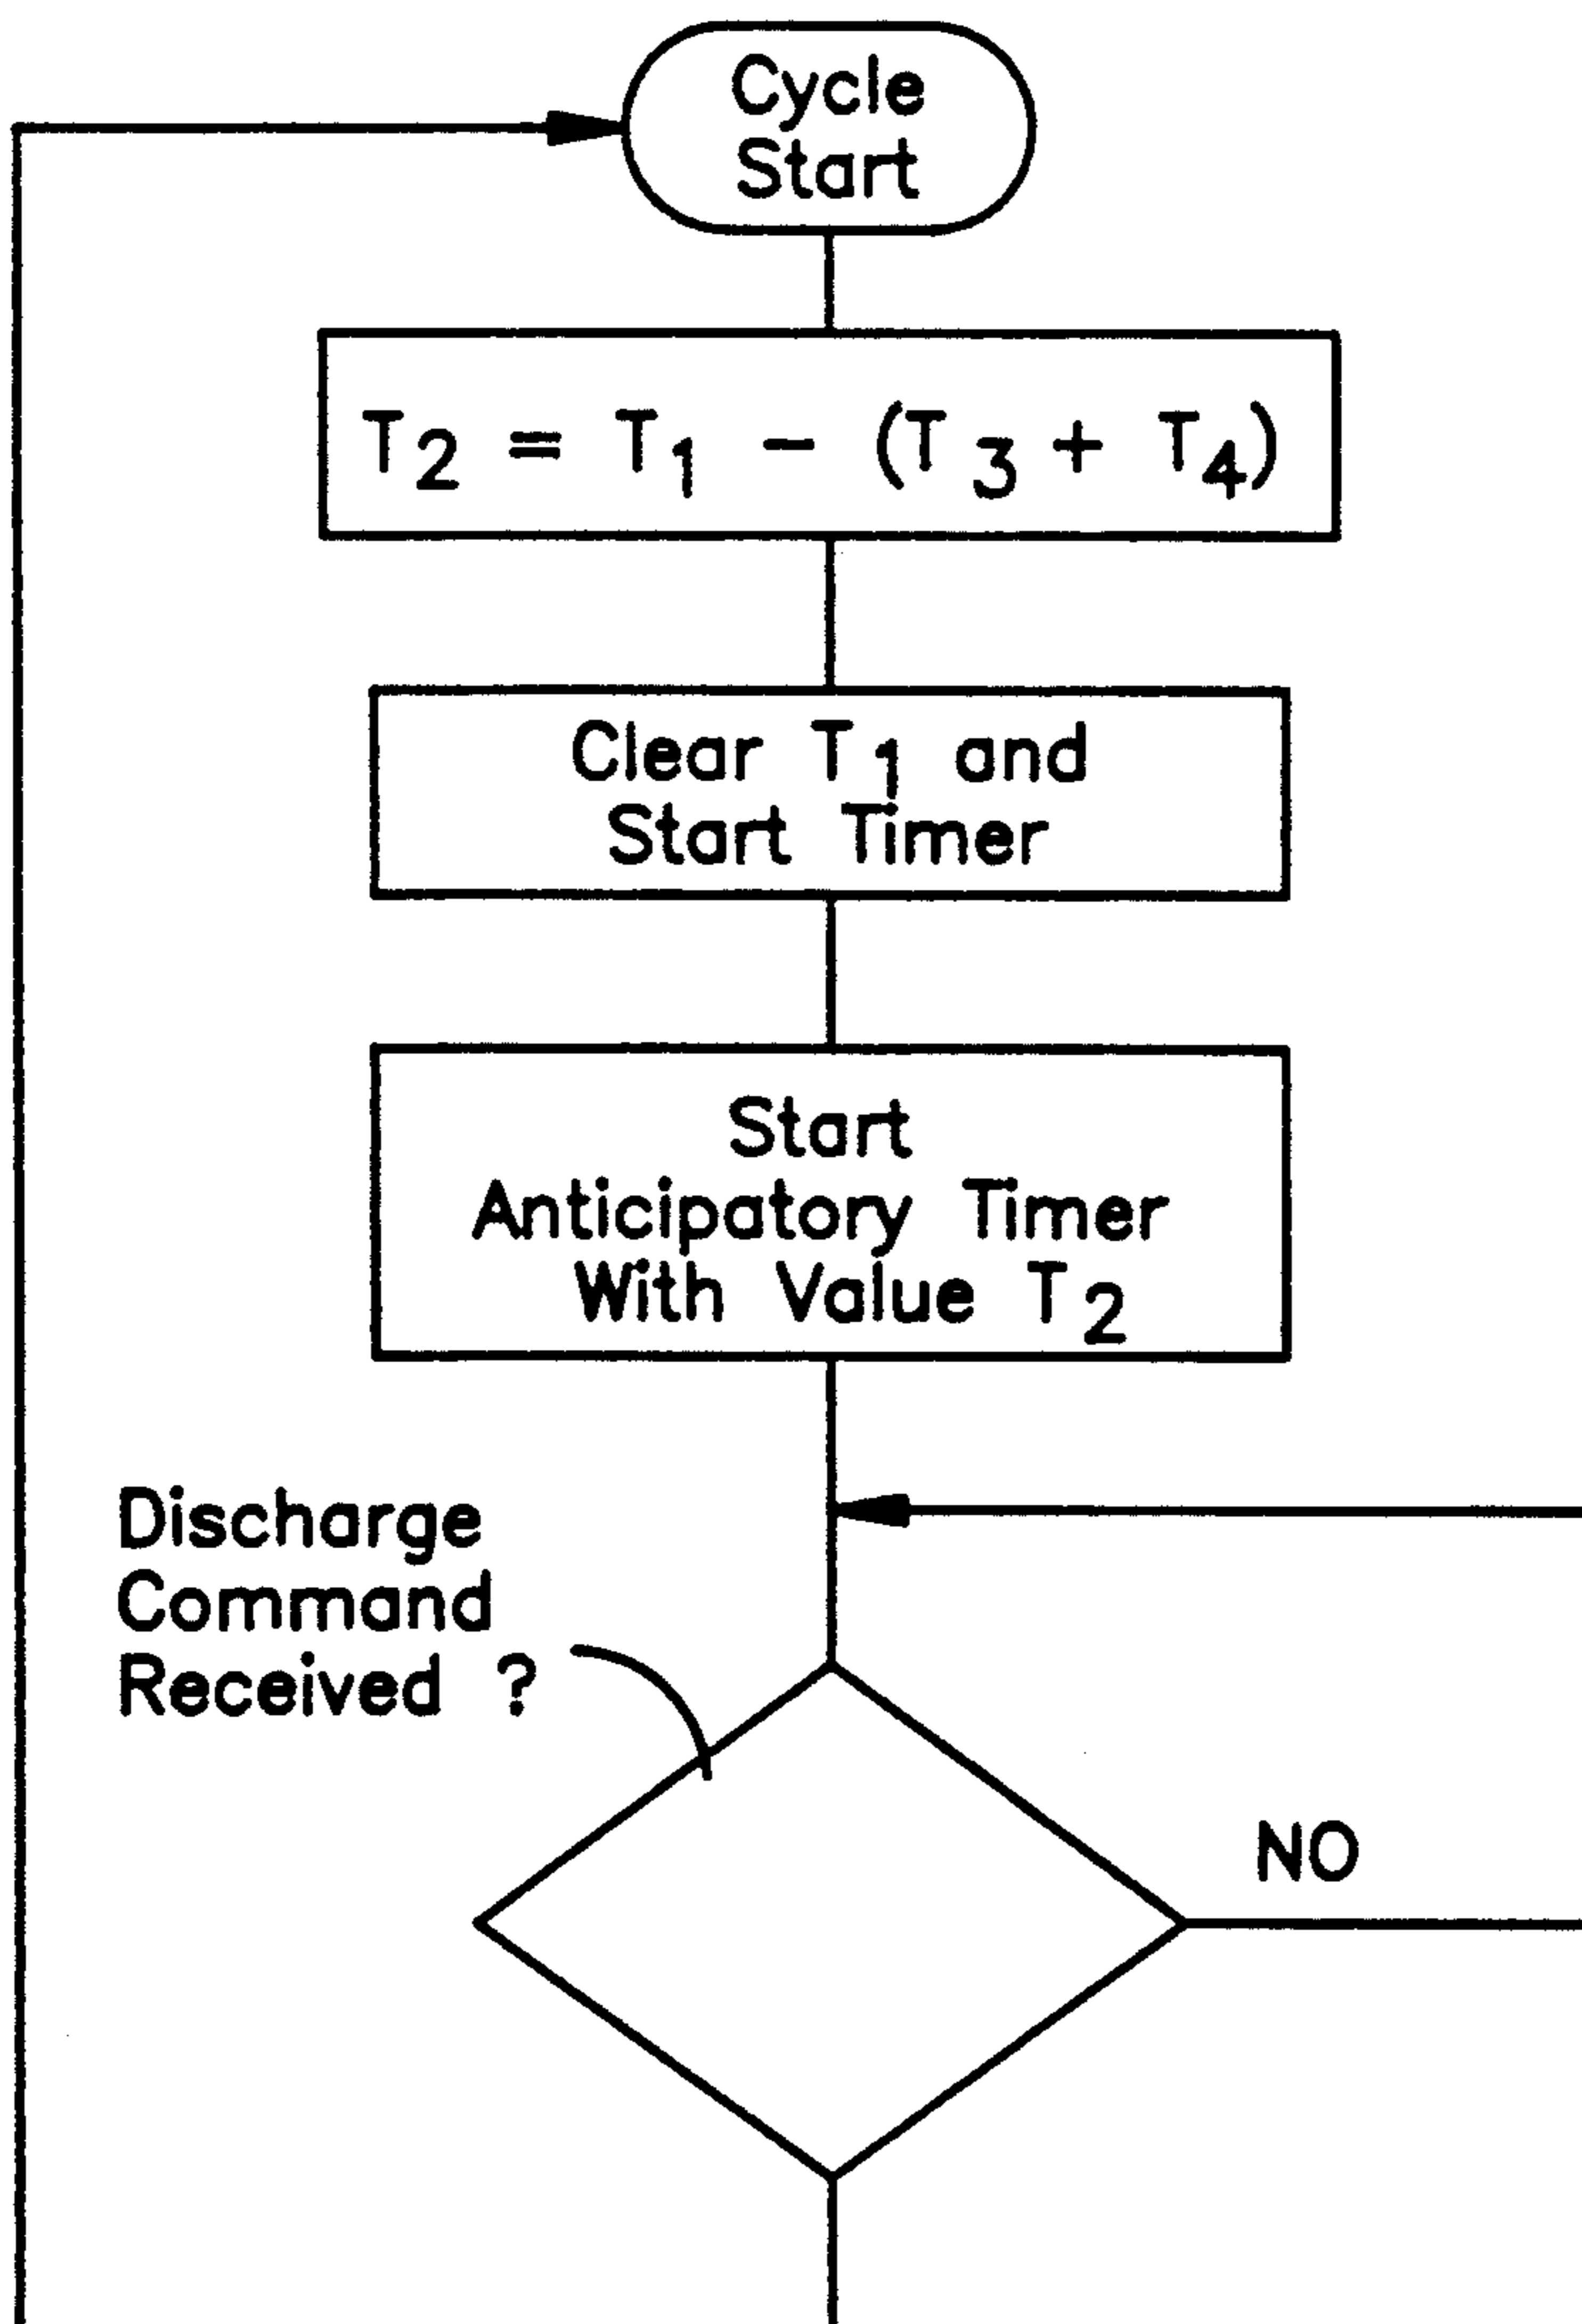 Cycle
Start
T₂ = T₁ - (T₃ + T₄)
Clear T₁ and
Start Timer
Start
Anticipatory Timer
With Value T₂
Discharge
Command
Received ?
NO